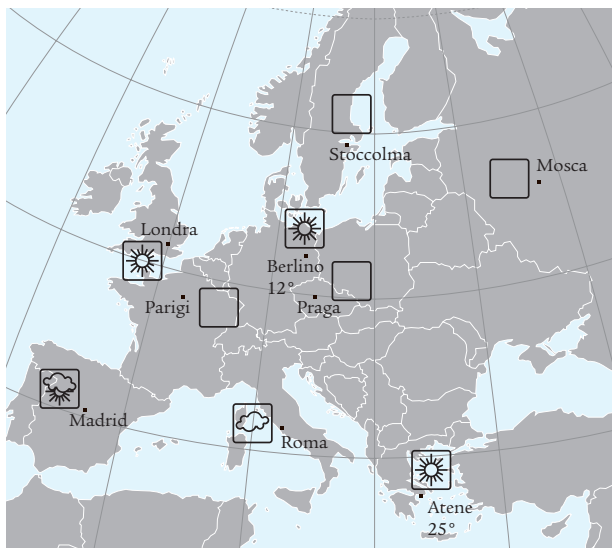 Stoccolma
Mosca
Londra
Berlino
12°
Parigi
Praga
Madrid
Roma
Atene
25°